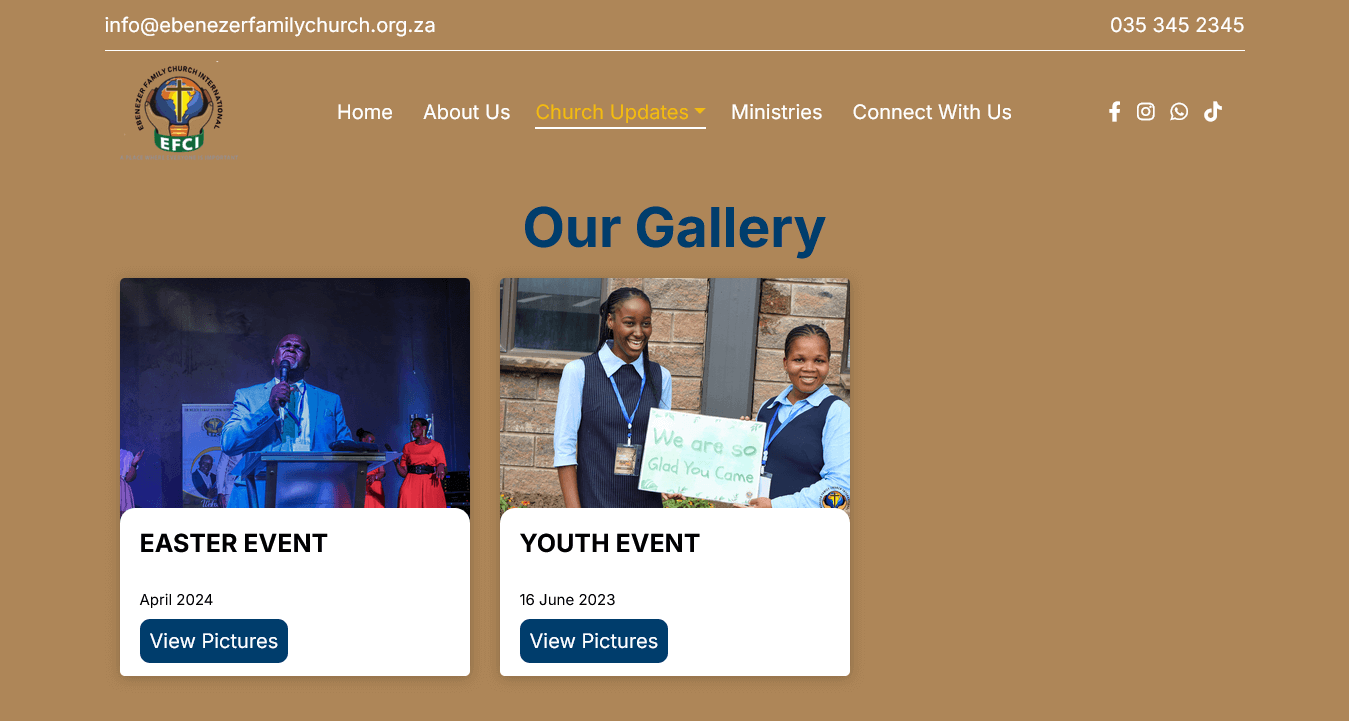 info@ebenezerfamilychurch.org.za
035 345 2345
EBENEZER FAMILY CHURCH INTERNATIONAL
EFCI
Home
About Us
Church Updates
Ministries
Connect With Us
Our Gallery
We are so
Glad You Came
EASTER EVENT
YOUTH EVENT
April 2024
16 June 2023
View Pictures
View Pictures